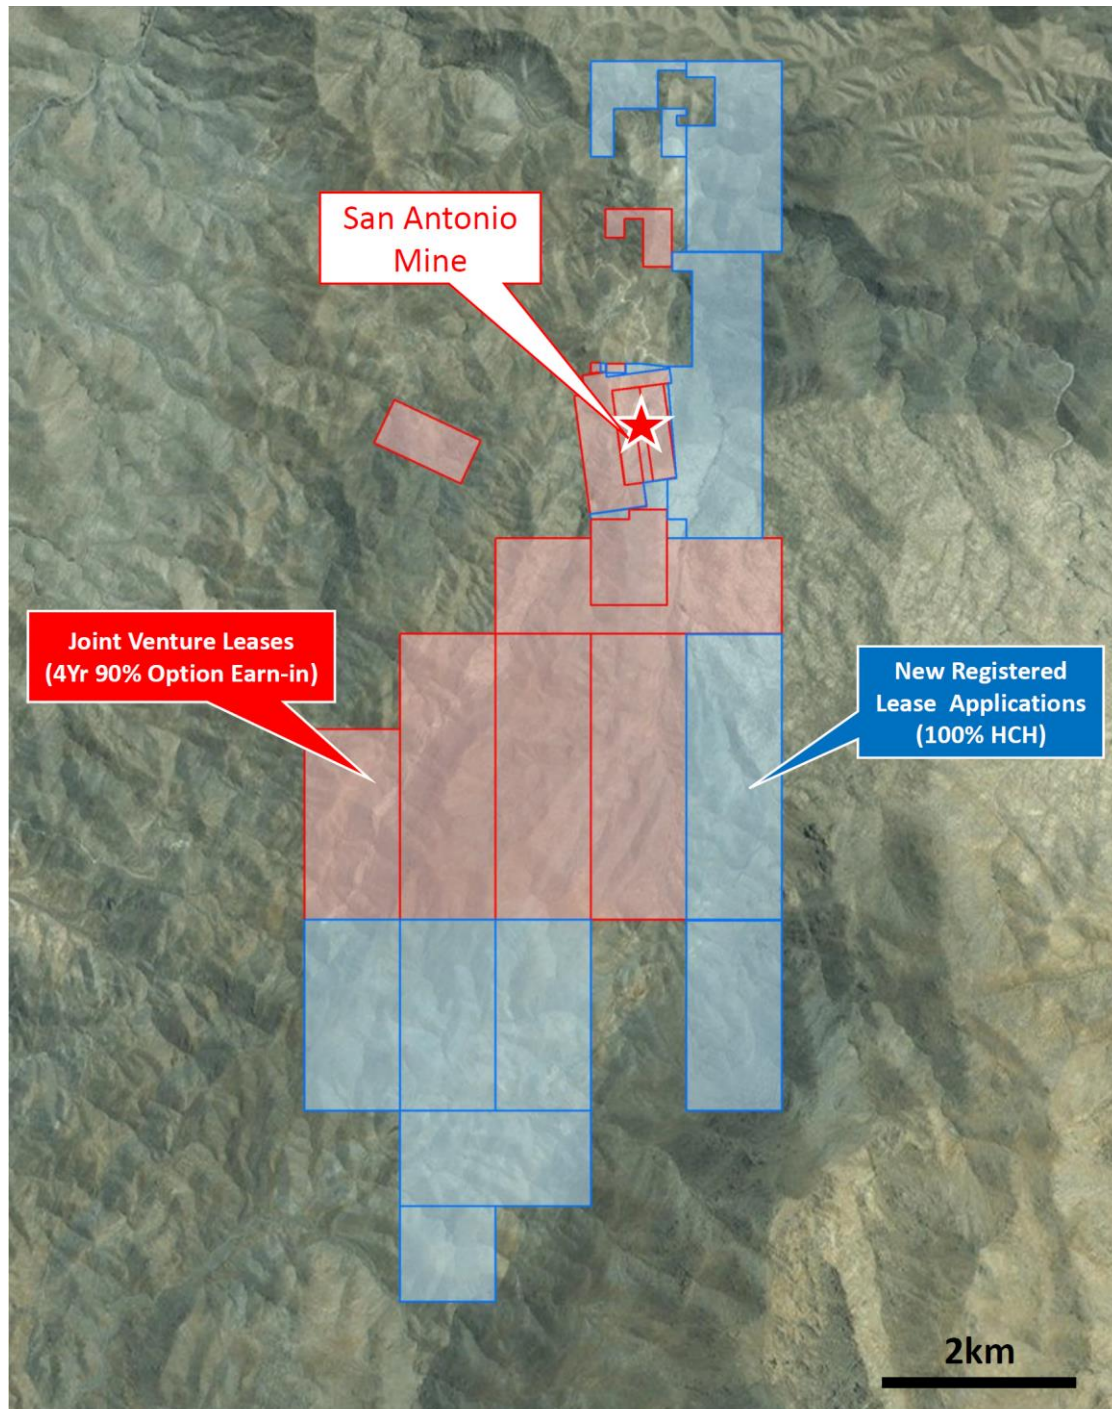 San Antonio
Mine
Joint Venture Leases
(4Yr 90% Option Earn-in)
New Registered
Lease Applications
(100% HCH)
2km